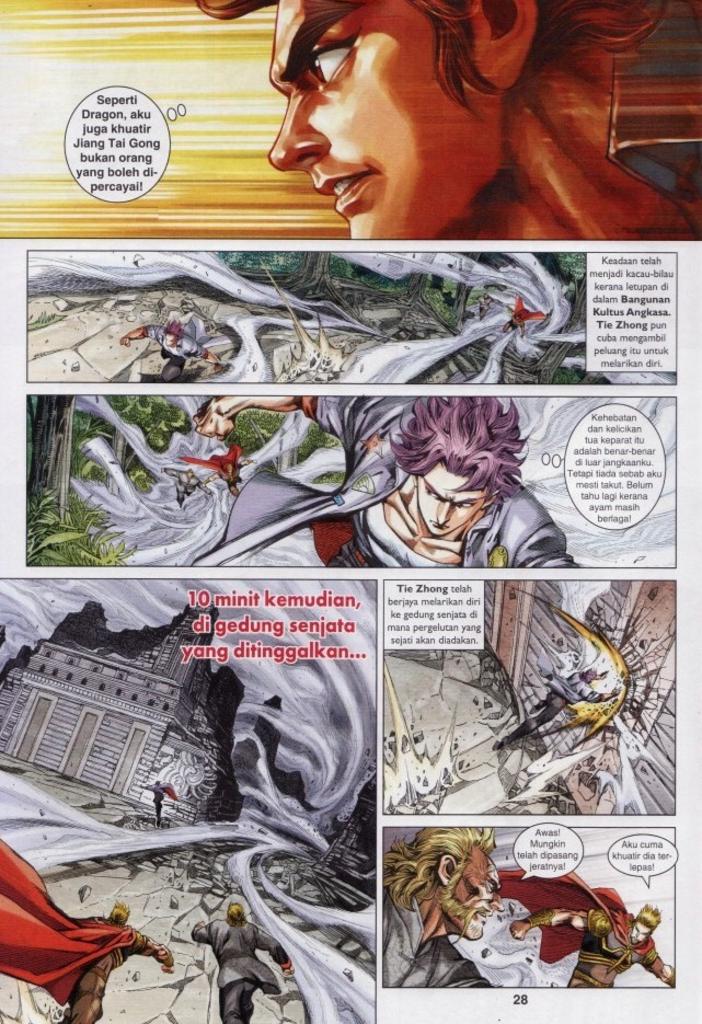 Seperti
Dragon, aku
juga khuatir
Jiang Tai Gong
bukan orang
yang boleh di-
percayai!
Keadaan telah
menjadi kacau-bilau
kerana letupan di
dalam Bangunan
Kultus Angkasa.
Tie Zhong pun
cuba mengambil
peluang itu untuk
melarikan diri.
Kehebatan
dan kelicikan
tua keparat itu
adalah benar-benar
di luar jangkaanku.
Tetapi sebab aku
mesti takut. Belum
tahu lagi kerana
ayam masih
berlaga!
10 minit kemudian,
di gedung senjata
yang ditinggalkan...
Tie Zhong telah
berjaya melarikan diri
ke gedung senjata di
mana pergelutan yang
sejati akan diadakan.
Awas!
Mungkin
telah dipasang
jeratnya!
Aku cuma
khuatir dia ter-
lepas!
28